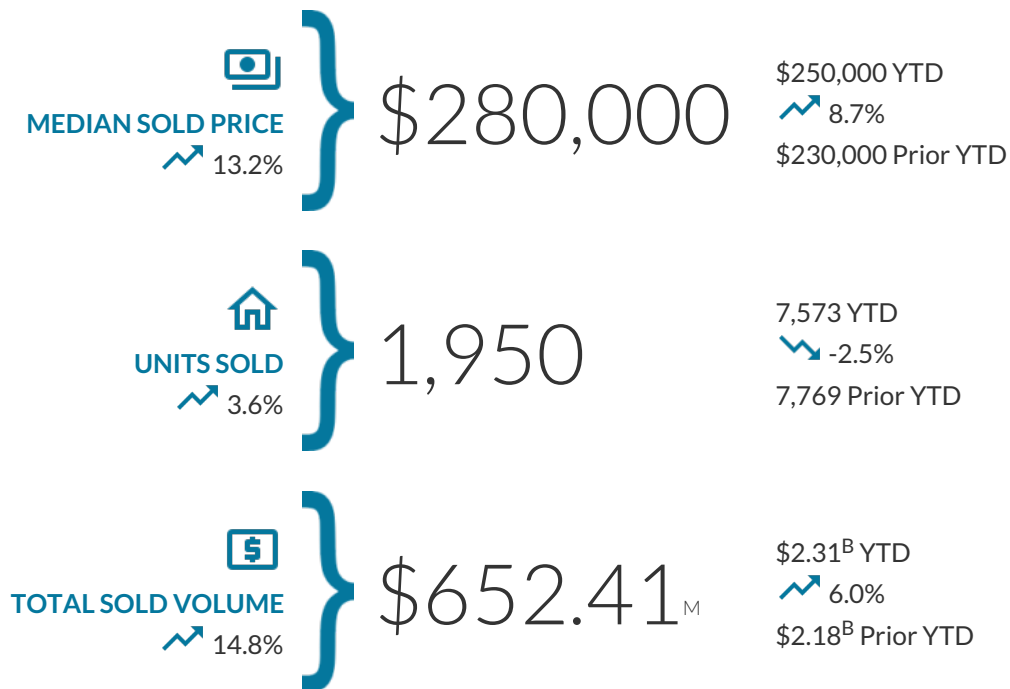 MEDIAN SOLD PRICE
13.2%
$280,000
$250,000 YTD
8.7%
$230,000 Prior YTD
UNITS SOLD
3.6%
1,950
7,573 YTD
-2.5%
7,769 Prior YTD
$
TOTAL SOLD VOLUME
14.8%
$652.41M
$2.31B YTD
6.0%
$2.18B Prior YTD